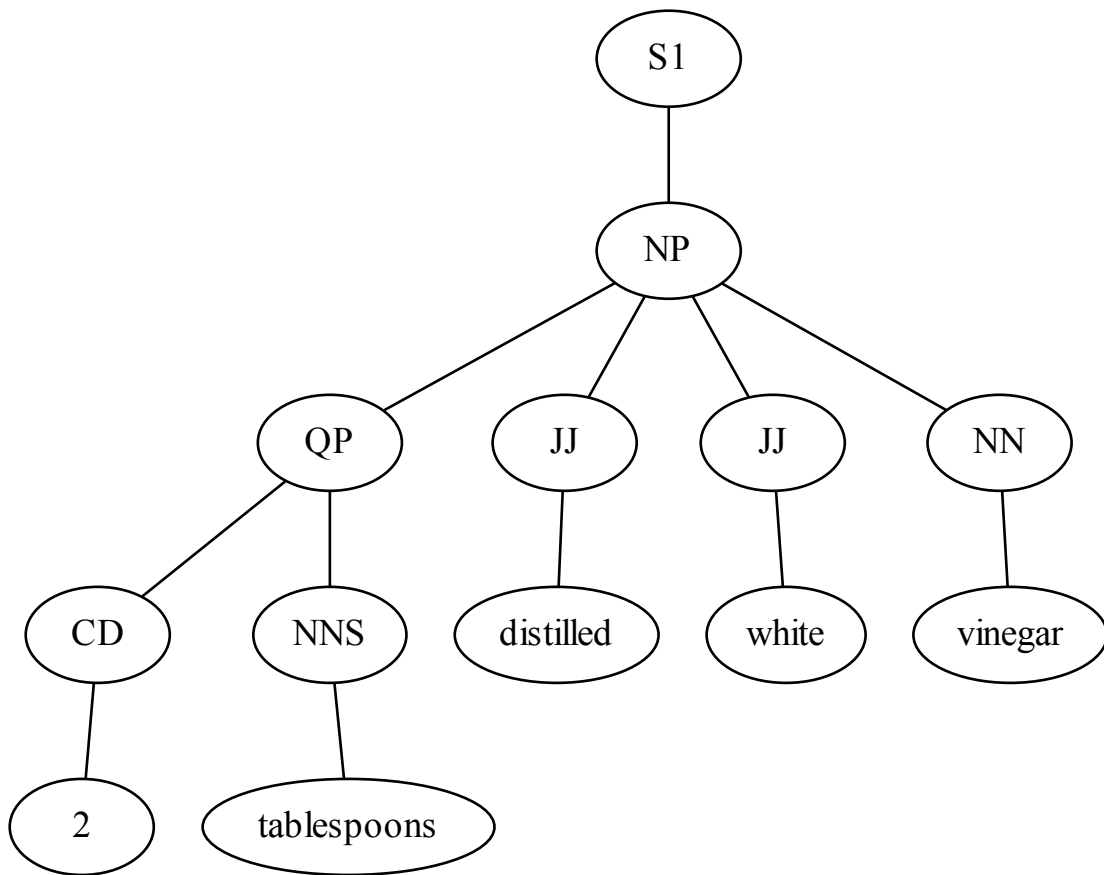 S1
NP
QP JJ JJ NN
CD NNS distilled white vinegar
2 tablespoons